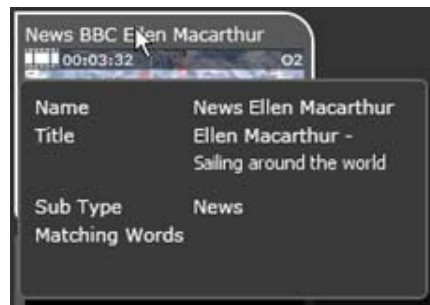 News BBC Ellen Macarthur
00:03:32 O2
Name News Ellen Macarthur
Title Ellen Macarthur -
Sailing around the world
Sub Type News
Matching Words